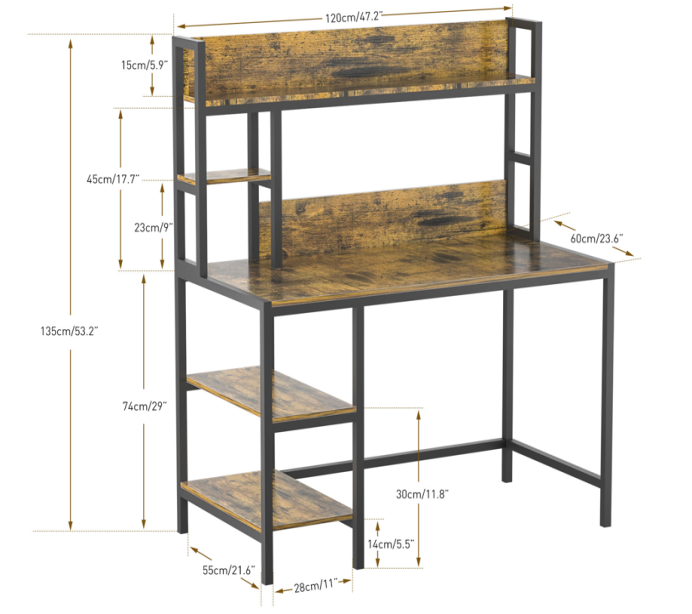 120cm/47.2"
15cm/5.9"
45cm/17.7"
23cm/9"
60cm/23.6"
135cm/53.2"
74cm/29"
30cm/11.8"
14cm/5.5"
55cm/21.6"
28cm/11"